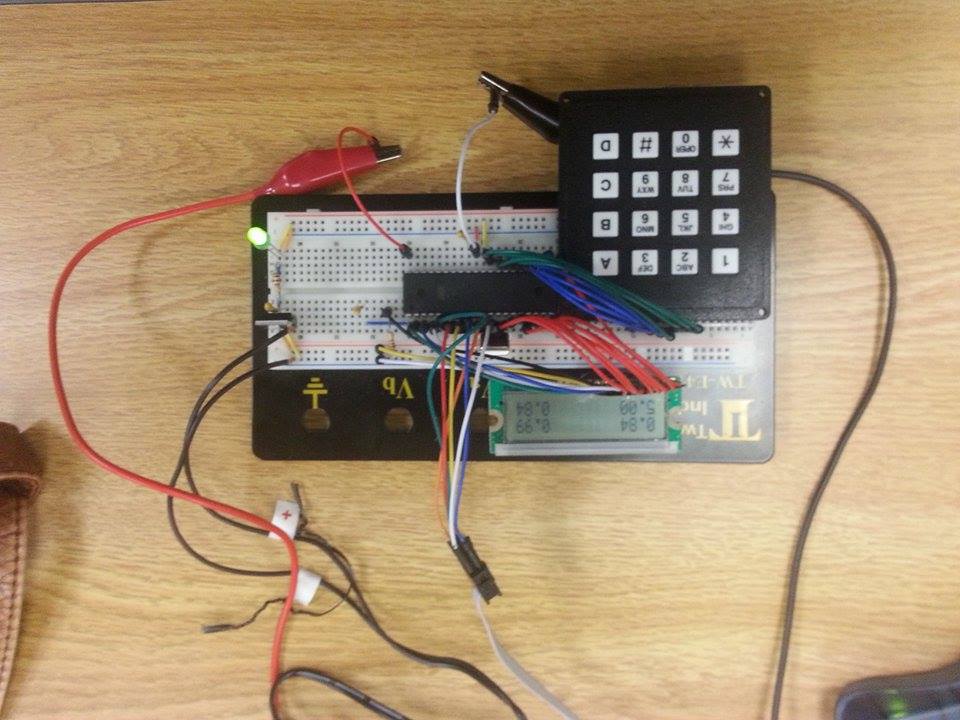 +
0.84 0.99
5.00 0.84
Tw
TW-E4
Vb
1 ABC 2 DEF 3 A
GHI 4 JKL 5 MNO 6 B
PRS 7 TUV 8 WXY 9 C
* OPER 0 # D